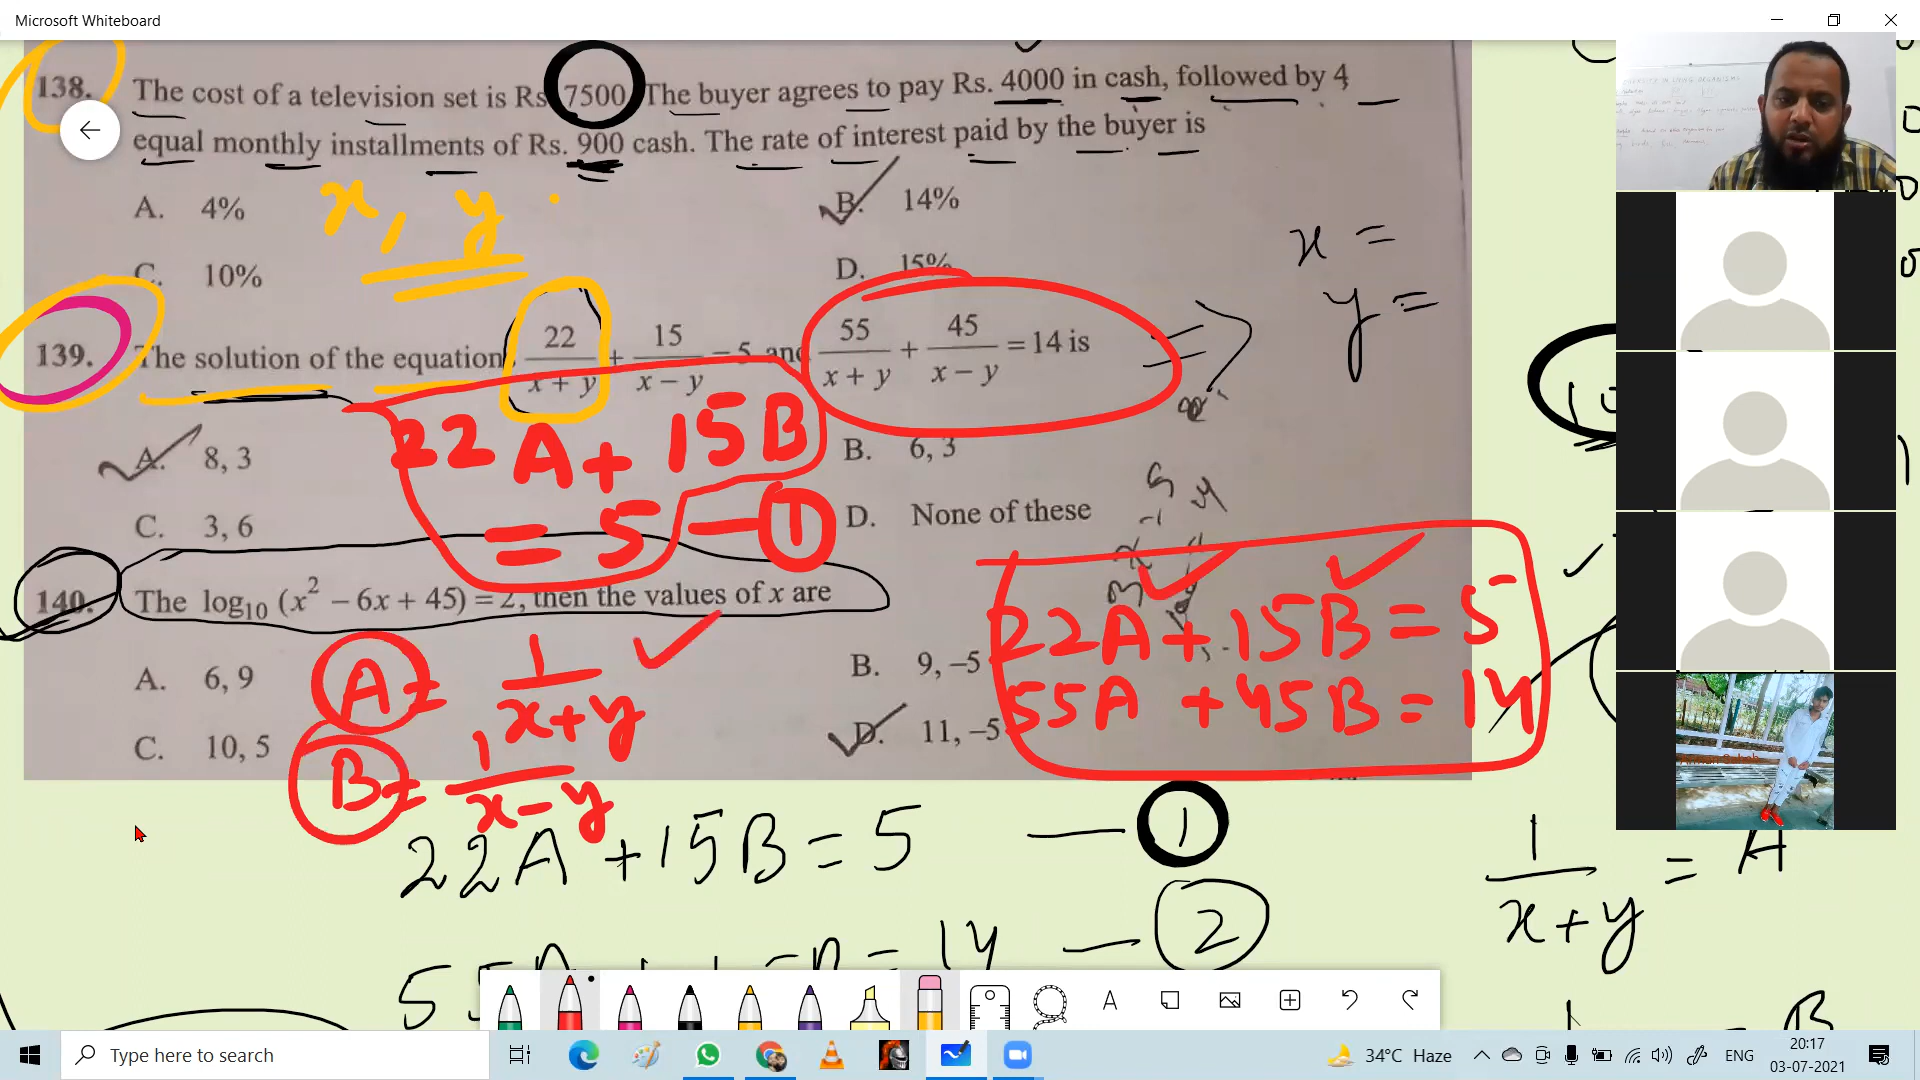 Microsoft Whiteboard
138. The cost of a television set is Rs. 7500. The buyer agrees to pay Rs. 4000 in cash, followed by 4
equal monthly installments of Rs. 900 cash. The rate of interest paid by the buyer is
A. 4%
B. 14%
C. 10%
D. 15%
x, y
x =
y =
139. The solution of the equation 22/(x + y) + 15/(x − y) = 5 and 55/(x + y) + 45/(x − y) = 14 is
A. 8, 3
B. 6, 3
C. 3, 6
D. None of these
22A + 15B
= 5 — 1
140. The log10 (x² − 6x + 45) = 2, then the values of x are
A. 6, 9
B. 9, –5
C. 10, 5
D. 11, –5
22A + 15B = 5
55A + 45B = 14
A = 1/(x+y)
B = 1/(x−y)
22A + 15B = 5 — 1
14 — 2
1/(x+y) = A
Type here to search
34°C Haze
ENG
20:17
03-07-2021